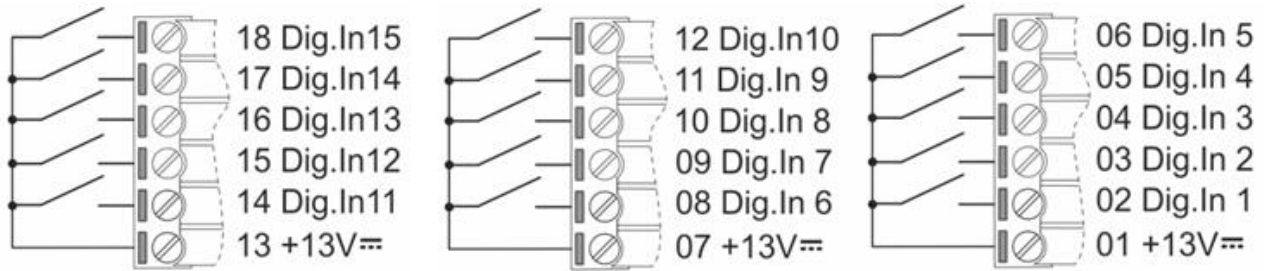 18 Dig.In15
17 Dig.In14
16 Dig.In13
15 Dig.In12
14 Dig.In11
13 +13V⎓
12 Dig.In10
11 Dig.In 9
10 Dig.In 8
09 Dig.In 7
08 Dig.In 6
07 +13V⎓
06 Dig.In 5
05 Dig.In 4
04 Dig.In 3
03 Dig.In 2
02 Dig.In 1
01 +13V⎓